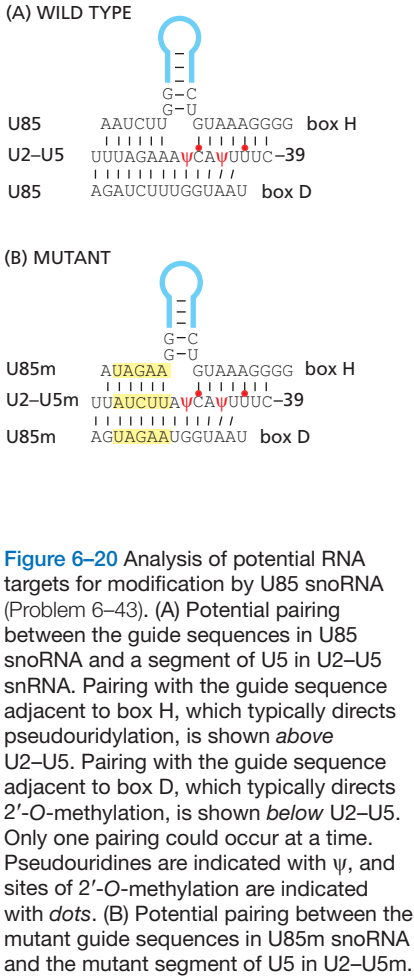 (A) WILD TYPE
G–C
G–U
U85 AAUCUU GUAAAGGGG box H
U2–U5 UUUAGAAAψCAψUUUC–39
U85 AGAUCUUUGGUAAU box D
(B) MUTANT
G–C
G–U
U85m AUAGAA GUAAAGGGG box H
U2–U5m UUAUCUUAψCAψUUUC–39
U85m AGUAGAAUGGUAAU box D
Figure 6–20 Analysis of potential RNA
targets for modification by U85 snoRNA
(Problem 6–43). (A) Potential pairing
between the guide sequences in U85
snoRNA and a segment of U5 in U2–U5
snRNA. Pairing with the guide sequence
adjacent to box H, which typically directs
pseudouridylation, is shown above
U2–U5. Pairing with the guide sequence
adjacent to box D, which typically directs
2′-O-methylation, is shown below U2–U5.
Only one pairing could occur at a time.
Pseudouridines are indicated with ψ, and
sites of 2′-O-methylation are indicated
with dots. (B) Potential pairing between the
mutant guide sequences in U85m snoRNA
and the mutant segment of U5 in U2–U5m.